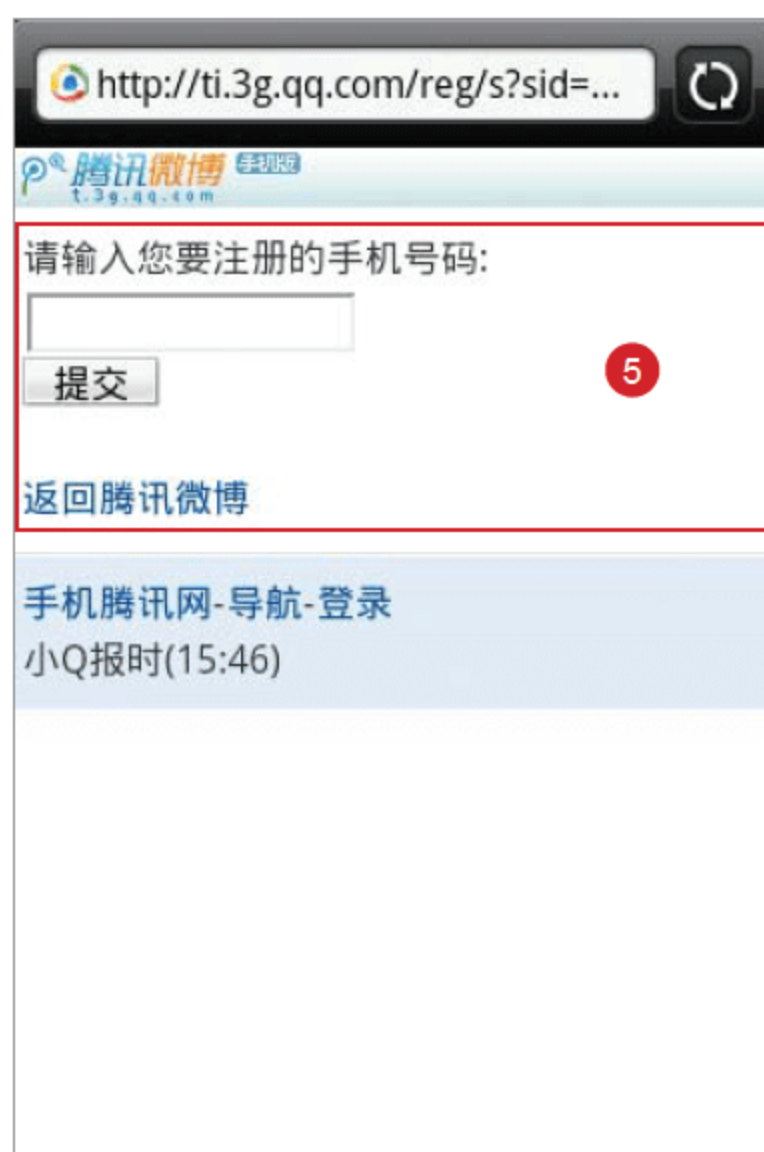 http://ti.3g.qq.com/reg/s?sid=...
腾讯微博 手机版
t.3g.qq.com
请输入您要注册的手机号码:
提交
5
返回腾讯微博
手机腾讯网-导航-登录
小Q报时(15:46)